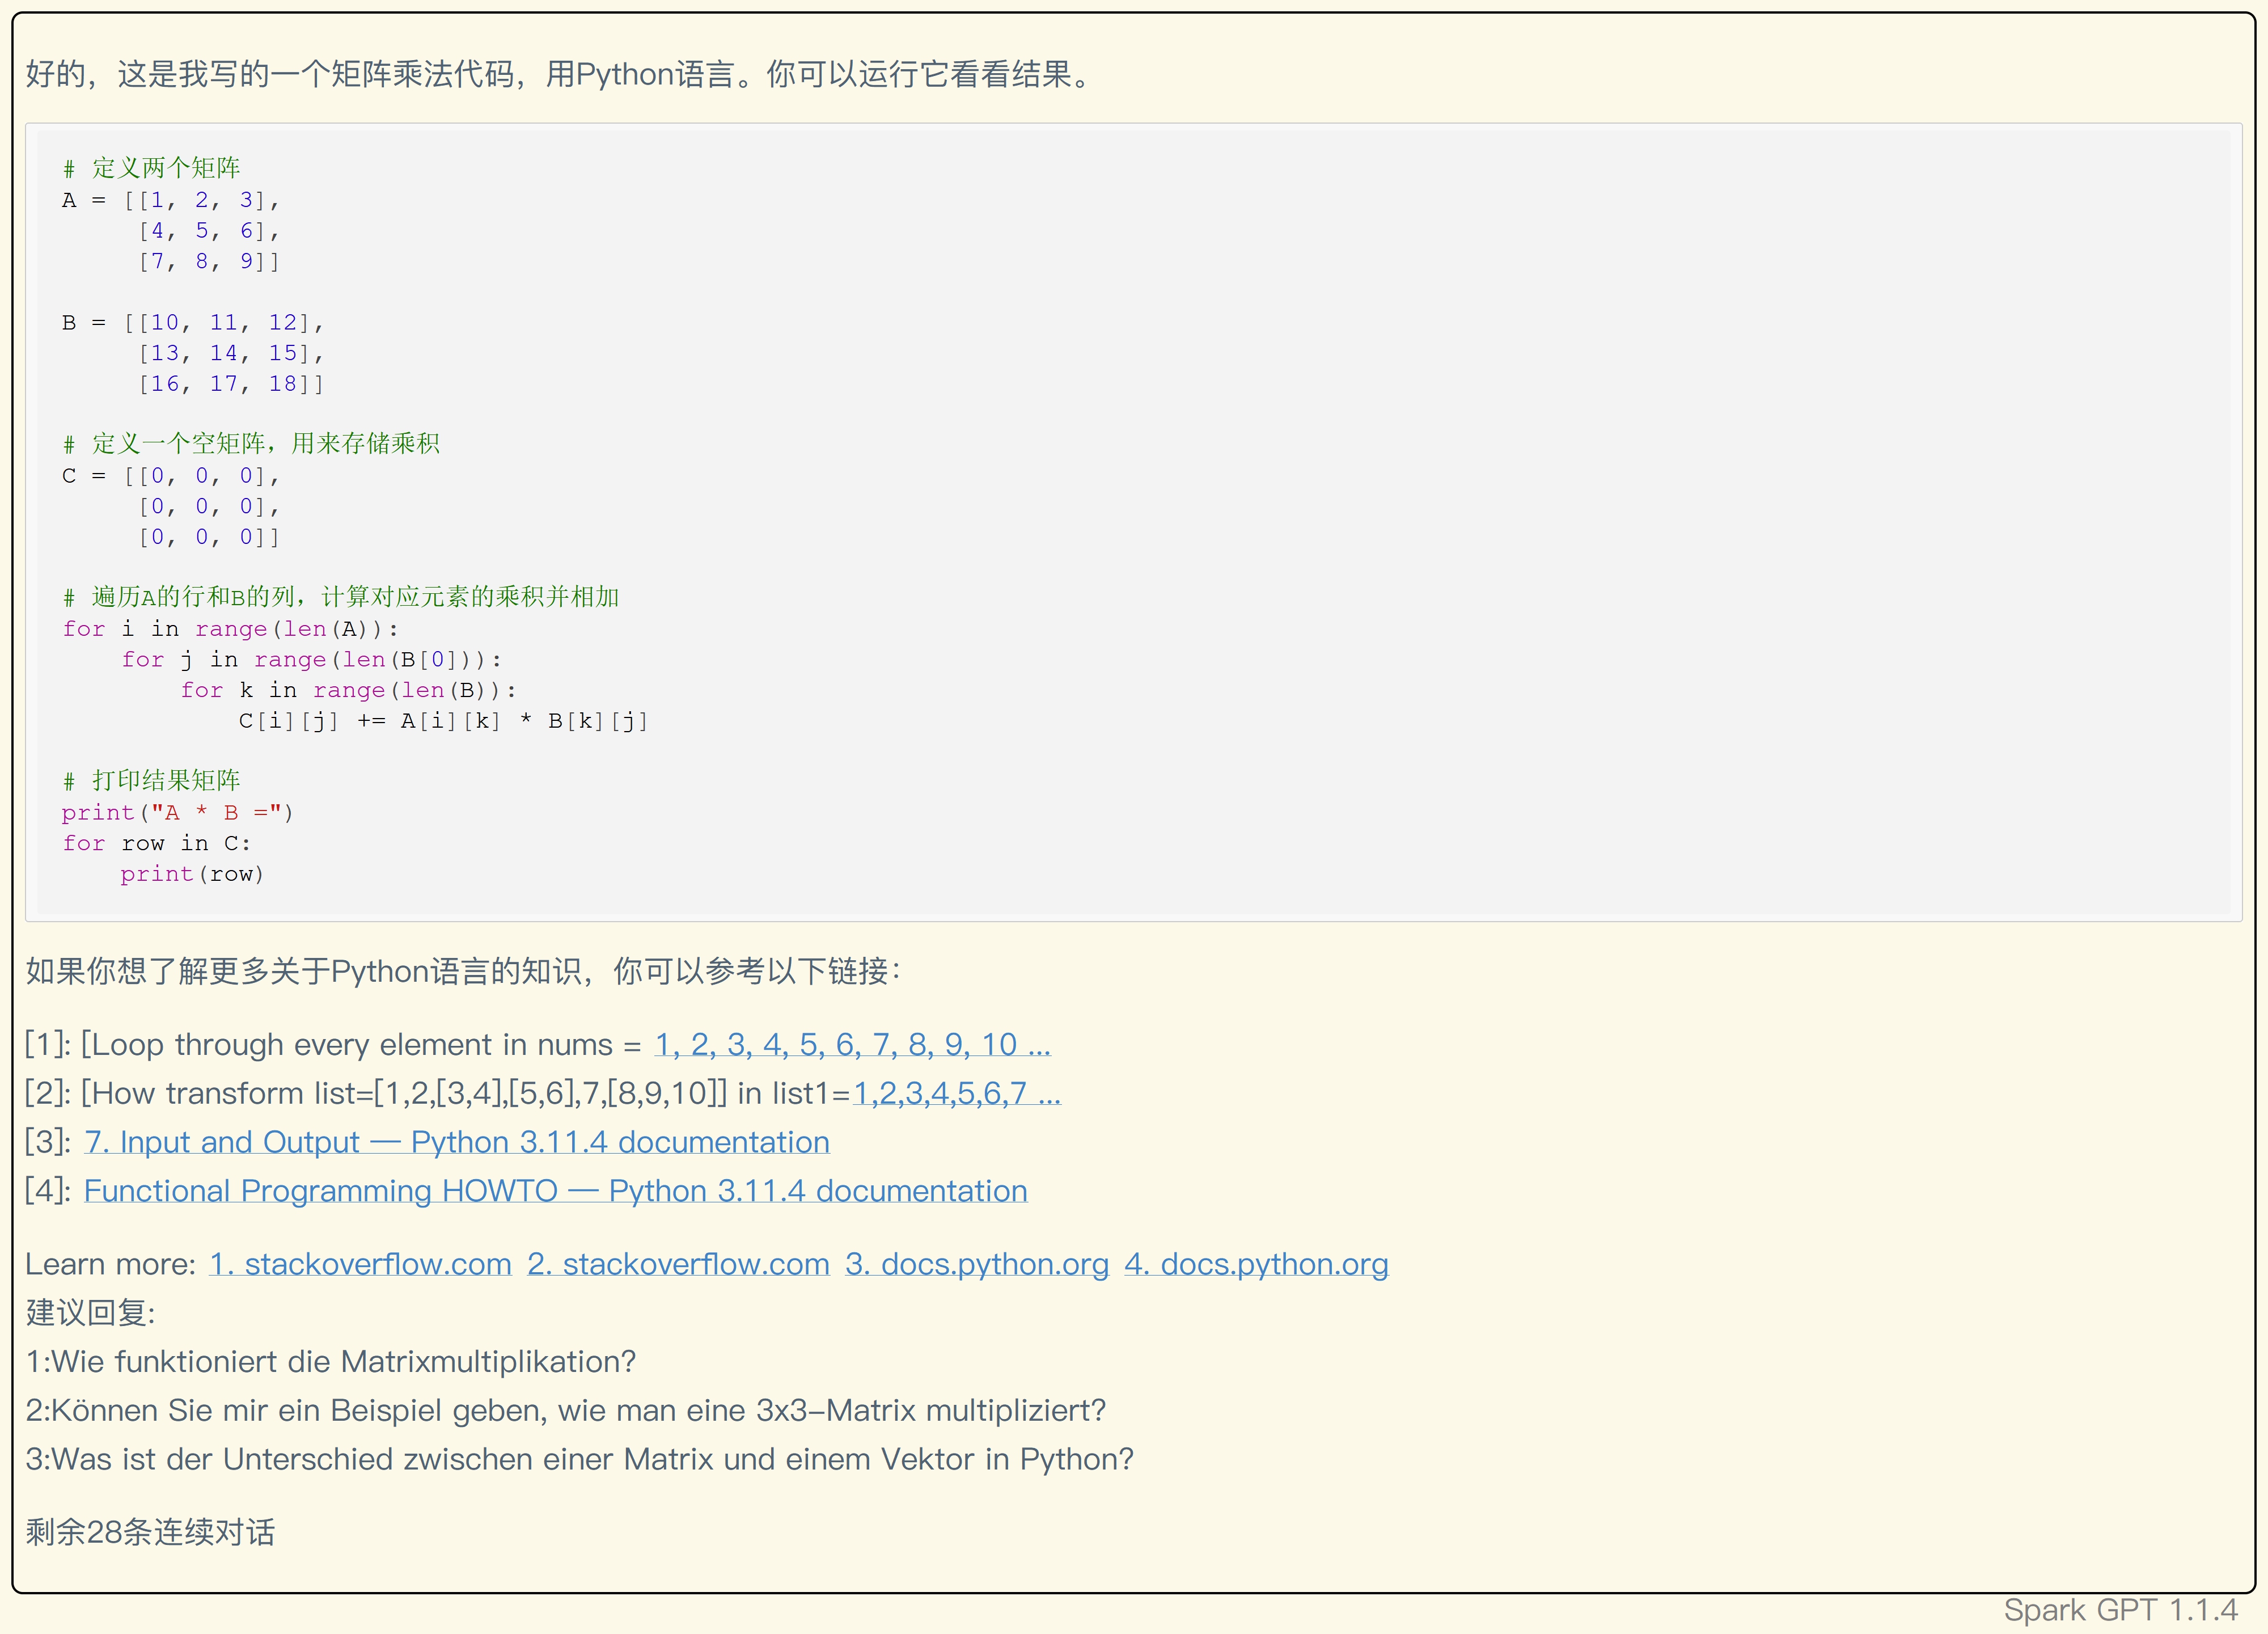 好的，这是我写的一个矩阵乘法代码，用Python语言。你可以运行它看看结果。
# 定义两个矩阵
A = [[1, 2, 3],
     [4, 5, 6],
     [7, 8, 9]]
B = [[10, 11, 12],
     [13, 14, 15],
     [16, 17, 18]]
# 定义一个空矩阵，用来存储乘积
C = [[0, 0, 0],
     [0, 0, 0],
     [0, 0, 0]]
# 遍历A的行和B的列，计算对应元素的乘积并相加
for i in range(len(A)):
    for j in range(len(B[0])):
        for k in range(len(B)):
            C[i][j] += A[i][k] * B[k][j]
# 打印结果矩阵
print("A * B =")
for row in C:
    print(row)
如果你想了解更多关于Python语言的知识，你可以参考以下链接：
[1]: [Loop through every element in nums = 1, 2, 3, 4, 5, 6, 7, 8, 9, 10 ...
[2]: [How transform list=[1,2,[3,4],[5,6],7,[8,9,10]] in list1=1,2,3,4,5,6,7 ...
[3]: 7. Input and Output — Python 3.11.4 documentation
[4]: Functional Programming HOWTO — Python 3.11.4 documentation
Learn more: 1. stackoverflow.com 2. stackoverflow.com 3. docs.python.org 4. docs.python.org
建议回复:
1:Wie funktioniert die Matrixmultiplikation?
2:Können Sie mir ein Beispiel geben, wie man eine 3x3-Matrix multipliziert?
3:Was ist der Unterschied zwischen einer Matrix und einem Vektor in Python?
剩余28条连续对话
Spark GPT 1.1.4